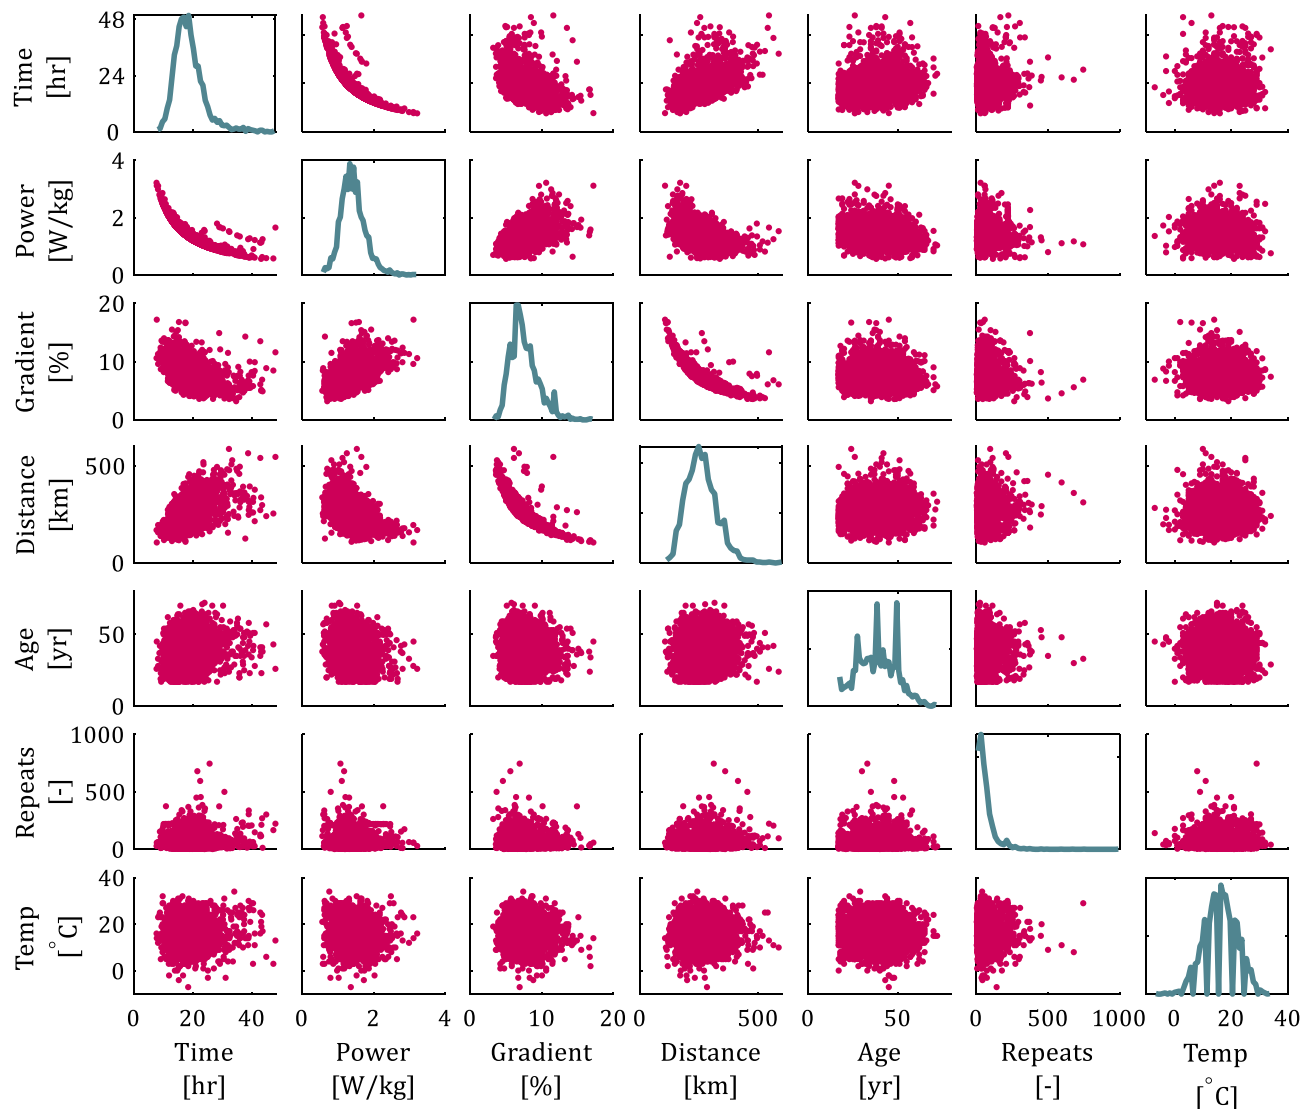 48
24
0
Time
[hr]
4
2
0
Power
[W/kg]
20
10
0
Gradient
[%]
500
0
Distance
[km]
50
0
Age
[yr]
1000
500
0
Repeats
[-]
40
20
0
Temp
[°C]
0 20 40 0 2 4 0 10 20 0 500 0 50 0 500 1000 0 20 40
Time Power Gradient Distance Age Repeats Temp
[hr] [W/kg] [%] [km] [yr] [-] [°C]